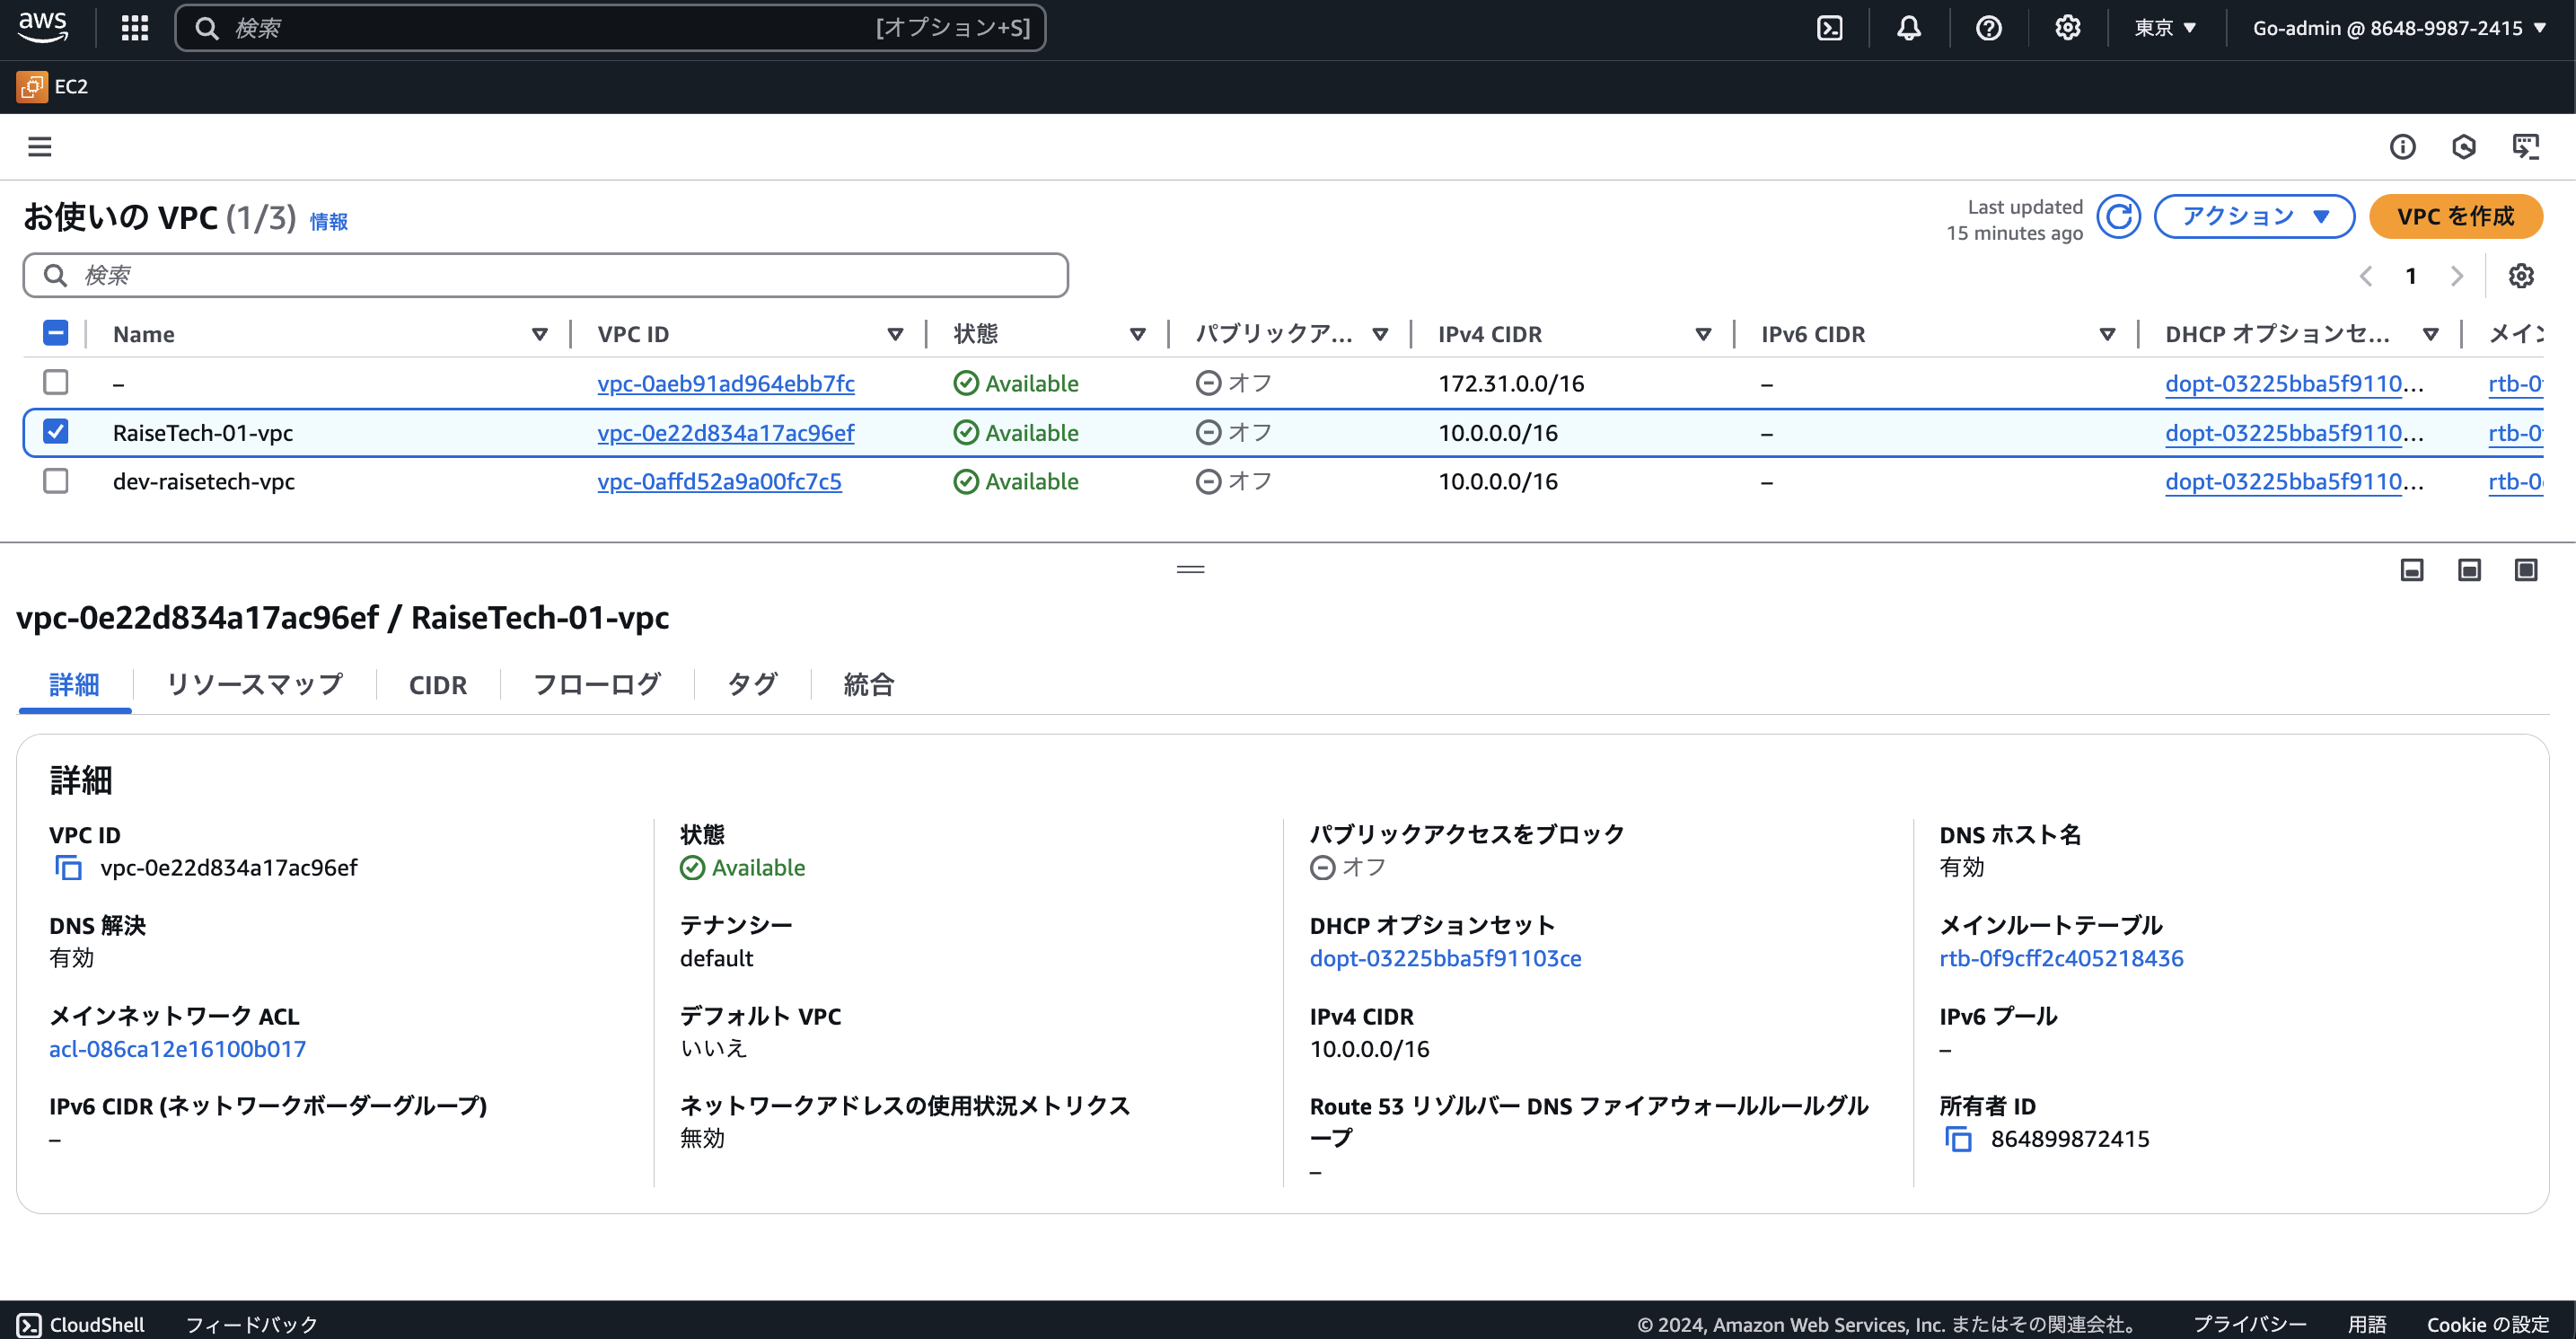 aws
検索
[オプション+S]
東京
Go-admin @ 8648-9987-2415
EC2
お使いの VPC (1/3) 情報
Last updated
15 minutes ago
アクション
VPC を作成
検索
1
Name VPC ID 状態 パブリックア... IPv4 CIDR IPv6 CIDR DHCP オプションセ... メイン
– vpc-0aeb91ad964ebb7fc Available オフ 172.31.0.0/16 – dopt-03225bba5f9110... rtb-0
RaiseTech-01-vpc vpc-0e22d834a17ac96ef Available オフ 10.0.0.0/16 – dopt-03225bba5f9110... rtb-0
dev-raisetech-vpc vpc-0affd52a9a00fc7c5 Available オフ 10.0.0.0/16 – dopt-03225bba5f9110... rtb-0
vpc-0e22d834a17ac96ef / RaiseTech-01-vpc
詳細 リソースマップ CIDR フローログ タグ 統合
詳細
VPC ID
vpc-0e22d834a17ac96ef
状態
Available
パブリックアクセスをブロック
オフ
DNS ホスト名
有効
DNS 解決
有効
テナンシー
default
DHCP オプションセット
dopt-03225bba5f91103ce
メインルートテーブル
rtb-0f9cff2c405218436
メインネットワーク ACL
acl-086ca12e16100b017
デフォルト VPC
いいえ
IPv4 CIDR
10.0.0.0/16
IPv6 プール
–
IPv6 CIDR (ネットワークボーダーグループ)
–
ネットワークアドレスの使用状況メトリクス
無効
Route 53 リゾルバー DNS ファイアウォールルールグル
ープ
–
所有者 ID
864899872415
CloudShell フィードバック © 2024, Amazon Web Services, Inc. またはその関連会社。 プライバシー 用語 Cookie の設定